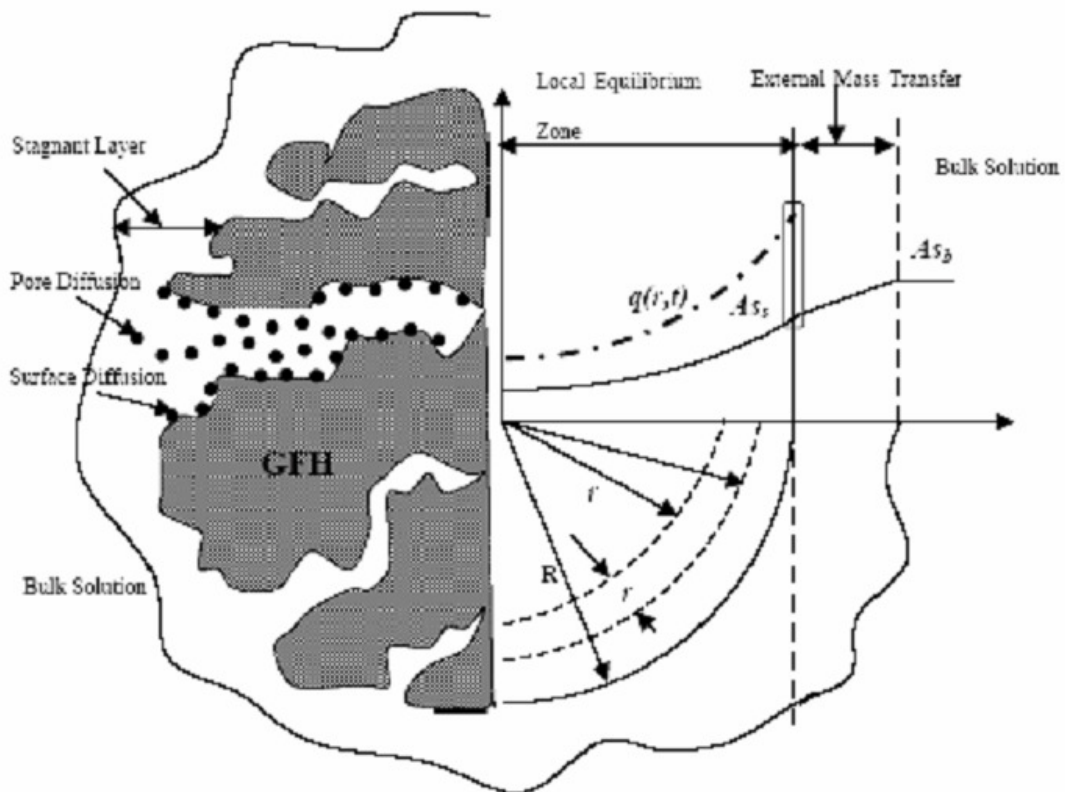 Local Equilibrium
Zone
External Mass Transfer
Stagnant Layer
Bulk Solution
As_b
Pore Diffusion
q(r,t)
As_s
Surface Diffusion
GFH
r
R
r
Bulk Solution